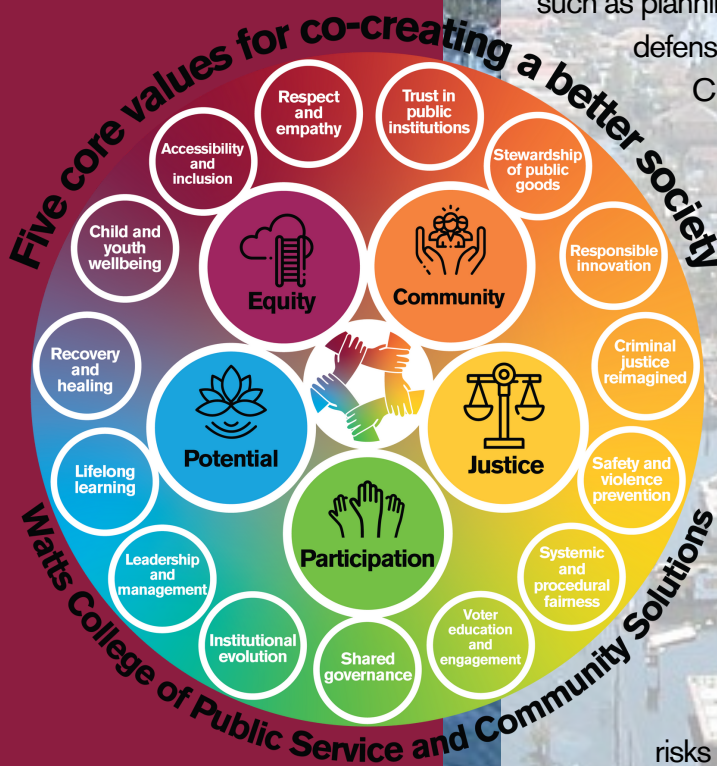 such as plannin
defens
C
Five core values for co-creating a better society
Respect
and
empathy
Trust in
public
institutions
Accessibility
and
inclusion
Stewardship
of public
goods
Child and
youth
wellbeing
Responsible
innovation
Equity
Community
Recovery
and
healing
Criminal
justice
reimagined
Potential
Justice
Lifelong
learning
Safety and
violence
prevention
Participation
Leadership
and
management
Systemic
and
procedural
fairness
Institutional
evolution
Shared
governance
Voter
education
and
engagement
Watts College of Public Service and Community Solutions
risks